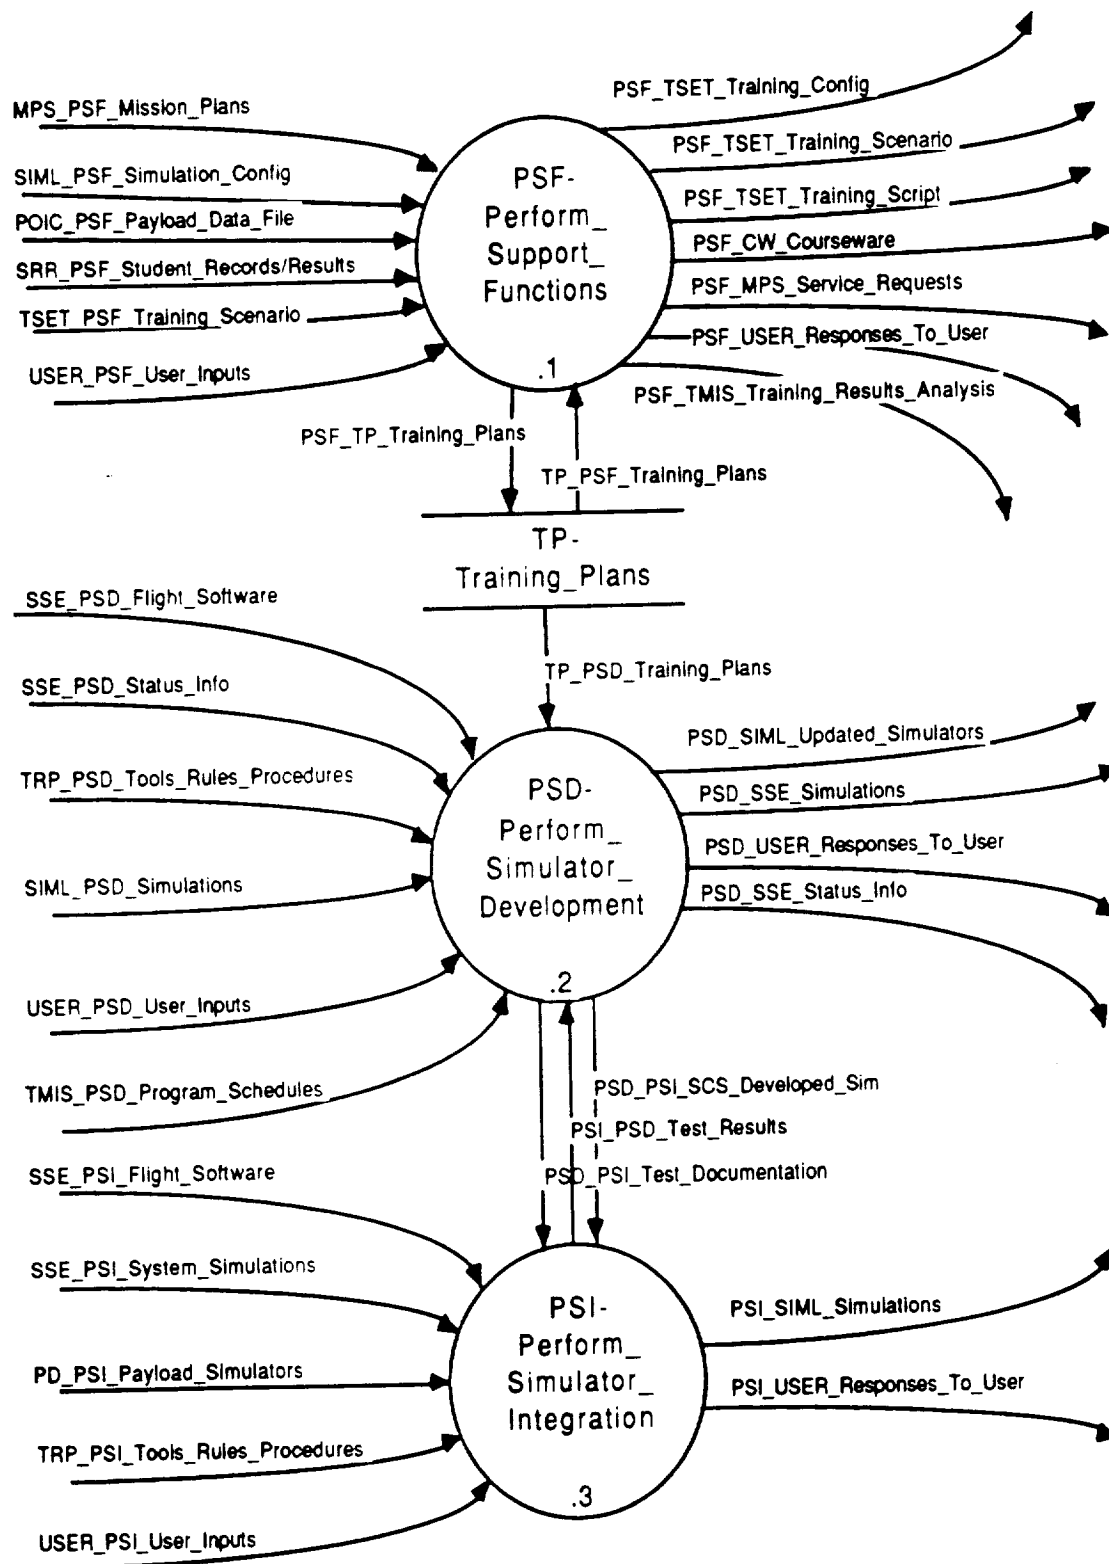 PSF_TSET_Training_Config
MPS_PSF_Mission_Plans
PSF_TSET_Training_Scenario
SIML_PSF_Simulation_Config
PSF-
Perform_
Support_
Functions
.1
PSF_TSET_Training_Script
POIC_PSF_Payload_Data_File
PSF_CW_Courseware
SRR_PSF_Student_Records/Results
PSF_MPS_Service_Requests
TSET_PSF_Training_Scenario
PSF_USER_Responses_To_User
USER_PSF_User_Inputs
PSF_TMIS_Training_Results_Analysis
PSF_TP_Training_Plans
TP_PSF_Training_Plans
TP-
Training_Plans
SSE_PSD_Flight_Software
TP_PSD_Training_Plans
SSE_PSD_Status_Info
PSD_SIML_Updated_Simulators
TRP_PSD_Tools_Rules_Procedures
PSD-
Perform_
Simulator_
Development
.2
PSD_SSE_Simulations
PSD_USER_Responses_To_User
SIML_PSD_Simulations
PSD_SSE_Status_Info
USER_PSD_User_Inputs
TMIS_PSD_Program_Schedules
PSD_PSI_SCS_Developed_Sim
PSI_PSD_Test_Results
PSD_PSI_Test_Documentation
SSE_PSI_Flight_Software
SSE_PSI_System_Simulations
PSI-
Perform_
Simulator_
Integration
.3
PSI_SIML_Simulations
PD_PSI_Payload_Simulators
PSI_USER_Responses_To_User
TRP_PSI_Tools_Rules_Procedures
USER_PSI_User_Inputs